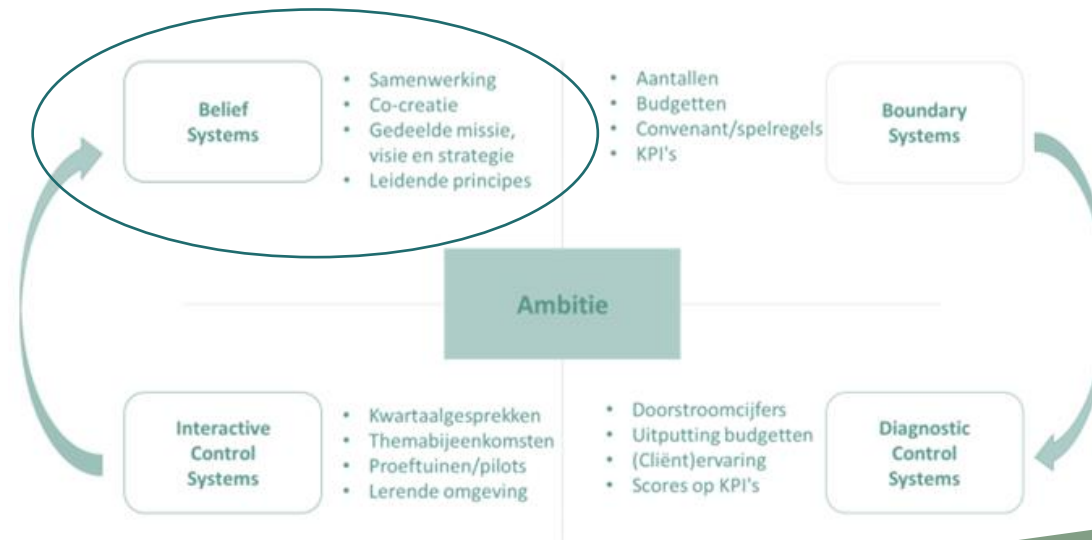 Belief
Systems
• Samenwerking
• Co-creatie
• Gedeelde missie,
visie en strategie
• Leidende principes
• Aantallen
• Budgetten
• Convenant/spelregels
• KPI's
Boundary
Systems
Ambitie
Interactive
Control
Systems
• Kwartaalgesprekken
• Themabijeenkomsten
• Proeftuinen/pilots
• Lerende omgeving
• Doorstroomcijfers
• Uitputting budgetten
• (Cliënt)ervaring
• Scores op KPI's
Diagnostic
Control
Systems